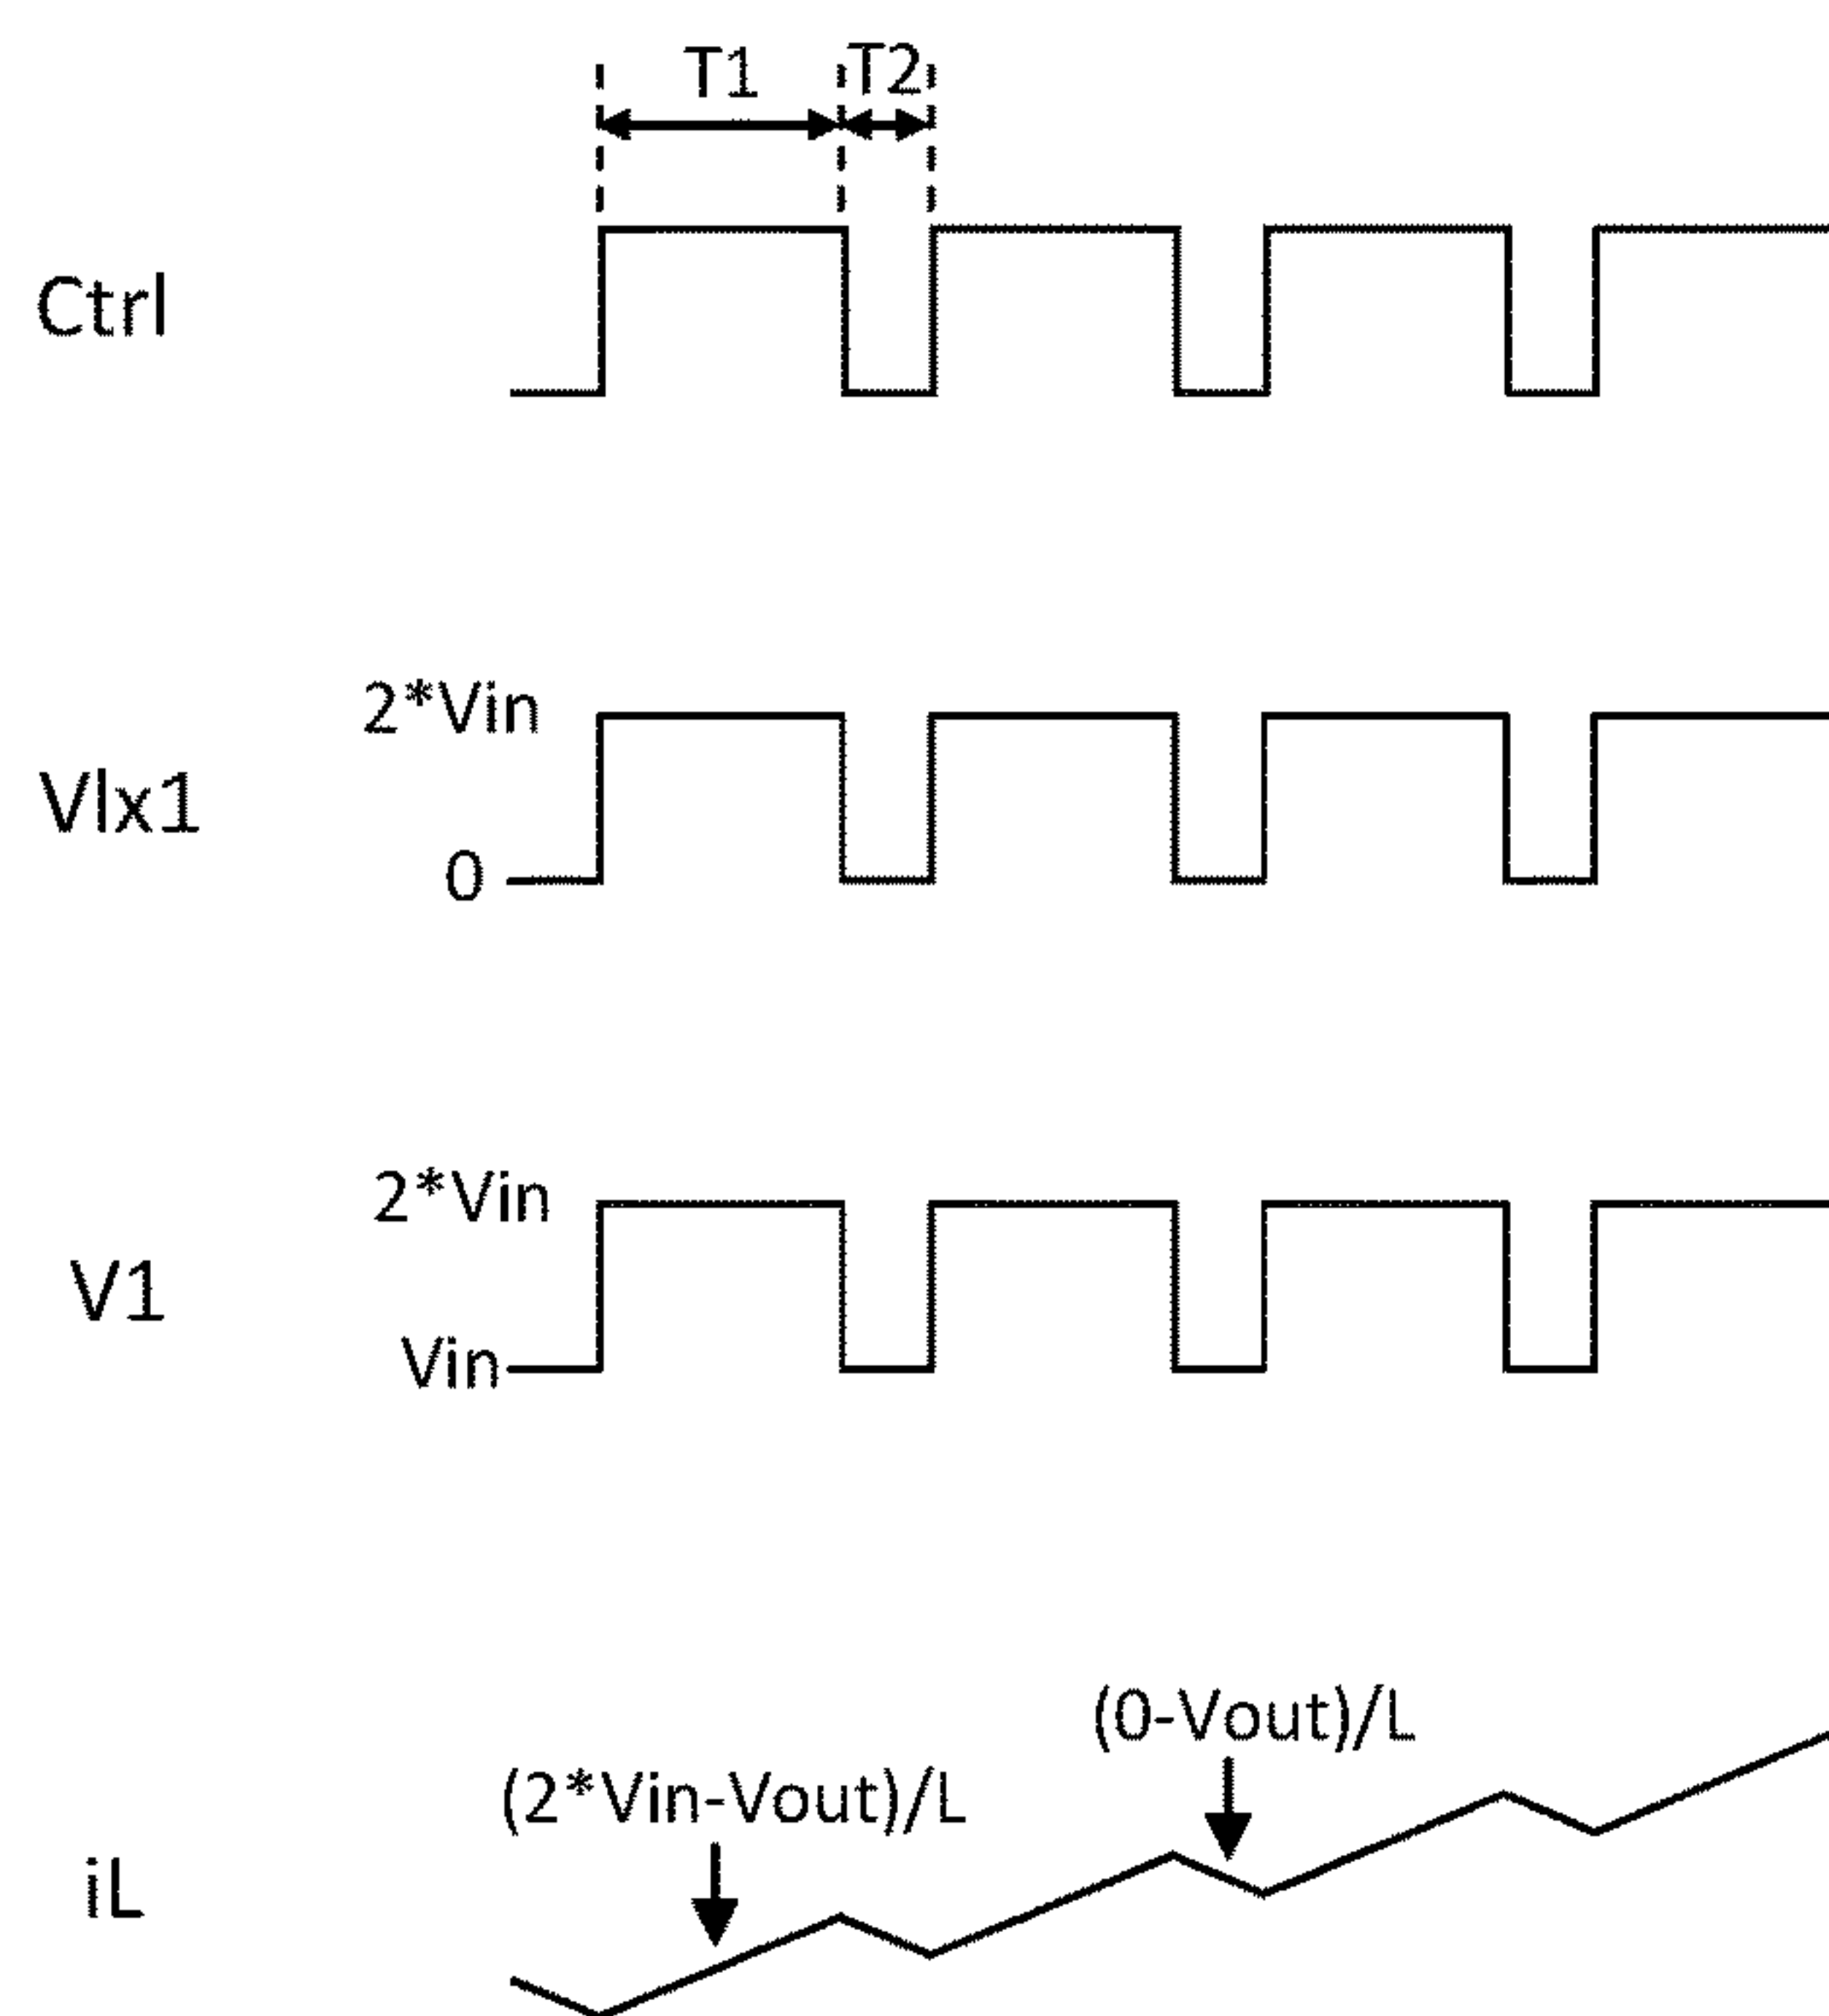 T1
T2
Ctrl
2*Vin
Vlx1
0
2*Vin
V1
Vin
(0-Vout)/L
(2*Vin-Vout)/L
iL